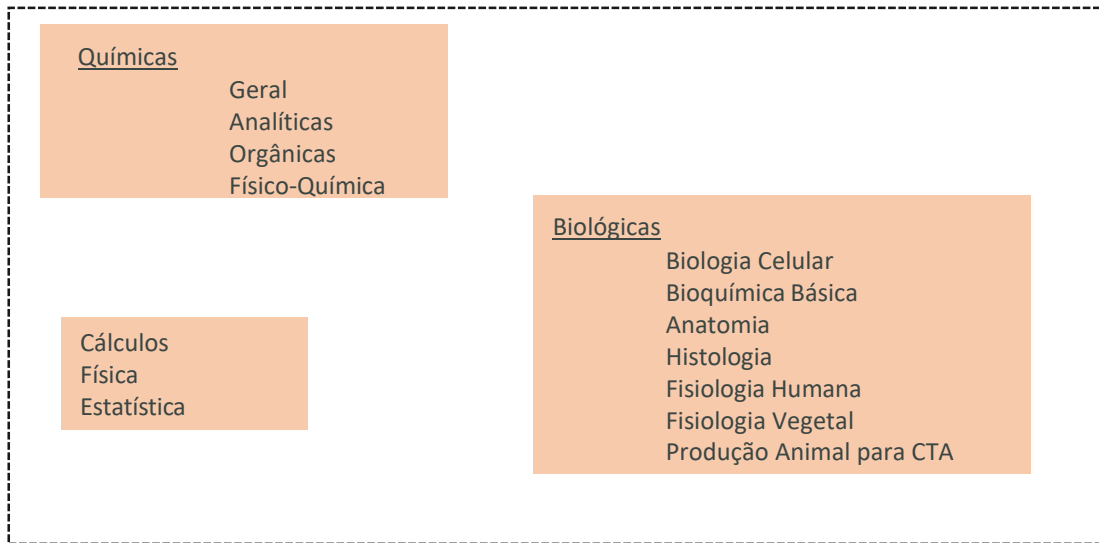 Químicas
Geral
Analíticas
Orgânicas
Físico-Química
Biológicas
Biologia Celular
Bioquímica Básica
Anatomia
Histologia
Fisiologia Humana
Fisiologia Vegetal
Produção Animal para CTA
Cálculos
Física
Estatística